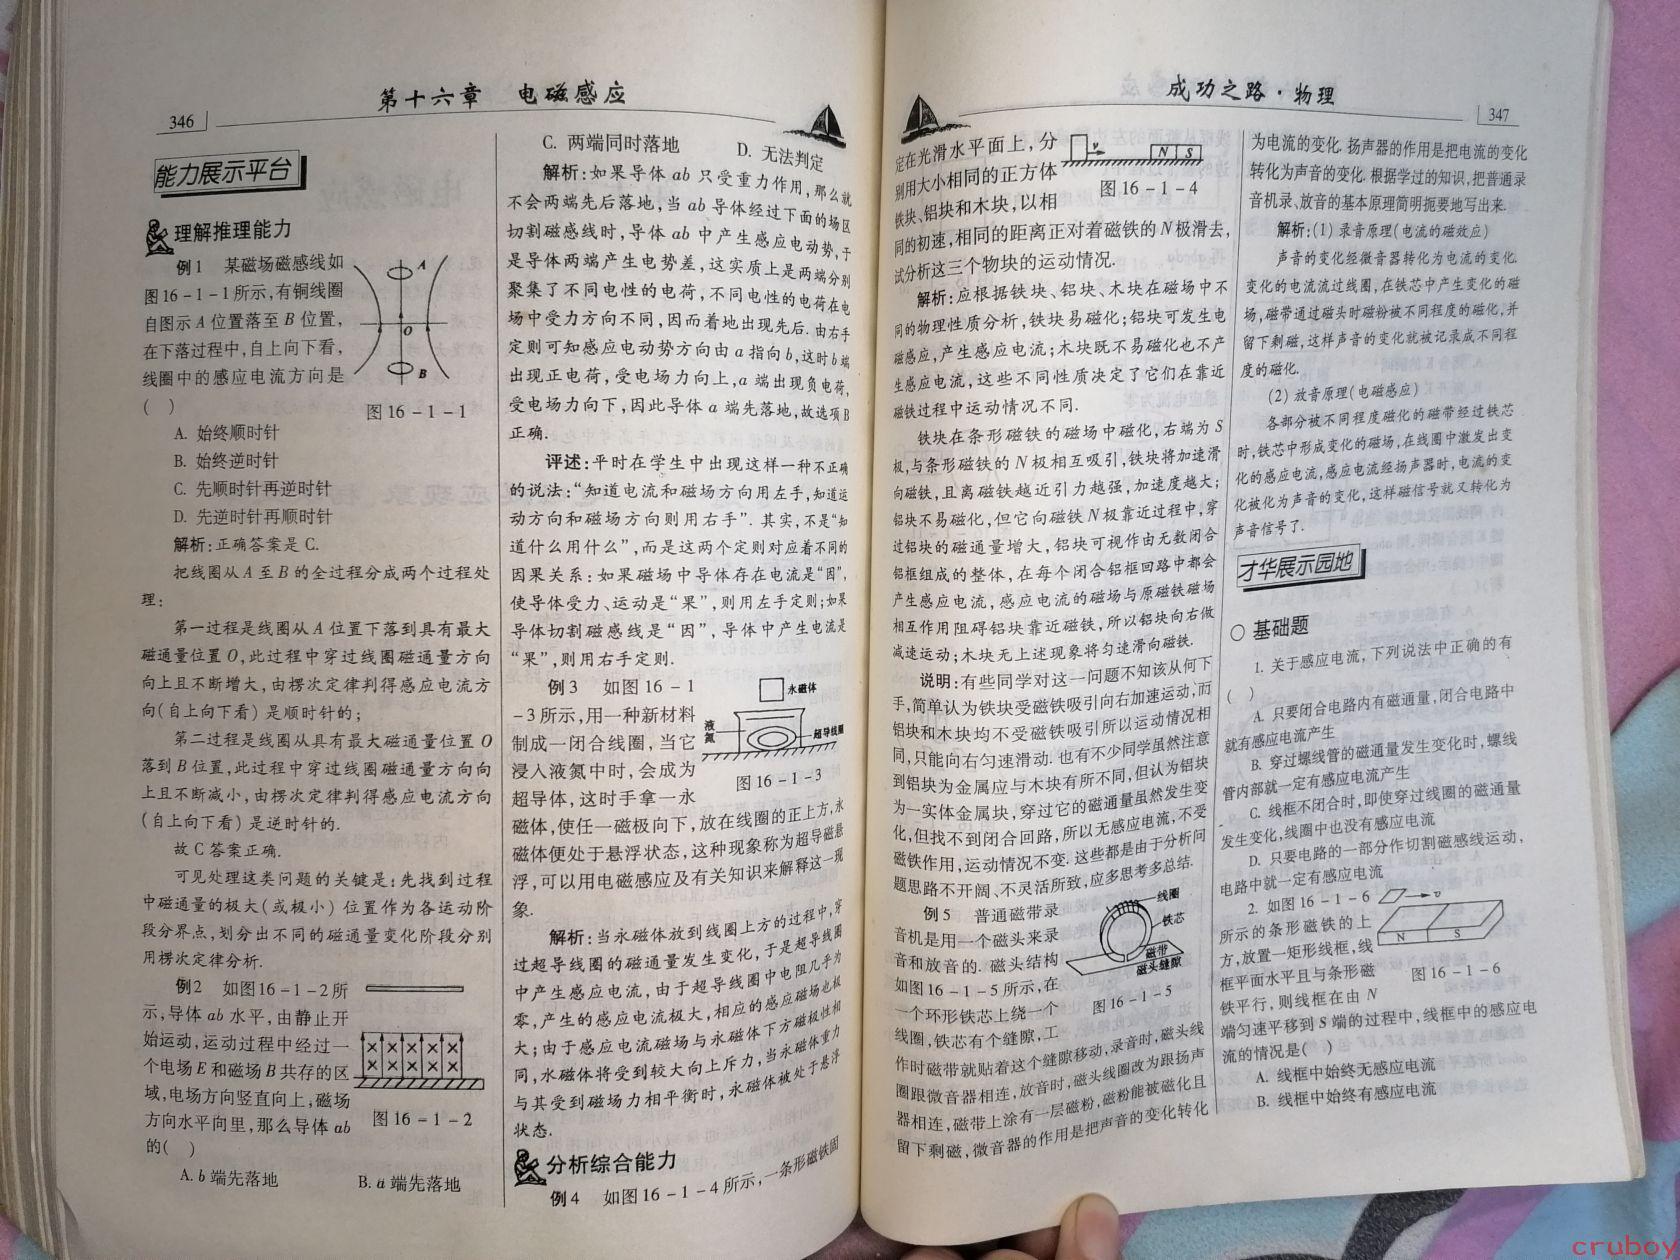 第十六章 电磁感应
346
能力展示平台
理解推理能力
例1 某磁场磁感线如
图16-1-1所示,有铜线圈
自图示A位置落至B位置,
在下落过程中,自上向下看,
线圈中的感应电流方向是
( )
A
O
B
图16-1-1
A. 始终顺时针
B. 始终逆时针
C. 先顺时针再逆时针
D. 先逆时针再顺时针
解析:正确答案是C.
把线圈从A至B的全过程分成两个过程处
理:
第一过程是线圈从A位置下落到具有最大
磁通量位置O,此过程中穿过线圈磁通量方向
向上且不断增大,由楞次定律判得感应电流方
向(自上向下看)是顺时针的;
第二过程是线圈从具有最大磁通量位置O
落到B位置,此过程中穿过线圈磁通量方向向
上且不断减小,由楞次定律判得感应电流方向
(自上向下看)是逆时针的.
故C答案正确.
可见处理这类问题的关键是:先找到过程
中磁通量的极大(或极小)位置作为各运动阶
段分界点,划分出不同的磁通量变化阶段分别
用楞次定律分析.
例2 如图16-1-2所
示,导体ab水平,由静止开
始运动,运动过程中经过一
个电场E和磁场B共存的区
域,电场方向竖直向上,磁场
方向水平向里,那么导体ab
的( )
图16-1-2
A. b端先落地 B. a端先落地
C. 两端同时落地 D. 无法判定
解析:如果导体ab只受重力作用,那么就
不会两端先后落地,当ab导体经过下面的场区
切割磁感线时,导体ab中产生感应电动势,于
是导体两端产生电势差,这实质上是两端分别
聚集了不同电性的电荷,不同电性的电荷在电
场中受力方向不同,因而着地出现先后.由右手
定则可知感应电动势方向由a指向b,这时b端
出现正电荷,受电场力向上,a端出现负电荷,
受电场力向下,因此导体a端先落地,故选项B
正确.
评述:平时在学生中出现这样一种不正确
的说法:“知道电流和磁场方向用左手,知道运
动方向和磁场方向则用右手”.其实,不是“知
道什么用什么”,而是这两个定则对应着不同的
因果关系:如果磁场中导体存在电流是“因”,
使导体受力、运动是“果”,则用左手定则;如果
导体切割磁感线是“因”,导体中产生电流是
“果”,则用右手定则.
例3 如图16-1
-3所示,用一种新材料
制成一闭合线圈,当它
浸入液氮中时,会成为
超导体,这时手拿一永
永磁体
液氮
超导线圈
图16-1-3
磁体,使任一磁极向下,放在线圈的正上方,永
磁体便处于悬浮状态,这种现象称为超导磁悬
浮,可以用电磁感应及有关知识来解释这一现
象.
解析:当永磁体放到线圈上方的过程中,穿
过超导线圈的磁通量发生变化,于是超导线圈
中产生感应电流,由于超导线圈中电阻几乎为
零,产生的感应电流极大,相应的感应磁场也极
大;由于感应电流磁场与永磁体下方磁极极性相
同,永磁体将受到较大向上斥力,当永磁体重力
与其受到磁场力相平衡时,永磁体被处于悬浮
状态.
分析综合能力
例4 如图16-1-4所示,一条形磁铁固
成功之路·物理
347
定在光滑水平面上,分
别用大小相同的正方体
铁块、铝块和木块,以相
v
N S
图16-1-4
同的初速,相同的距离正对着磁铁的N极滑去,
试分析这三个物块的运动情况.
解析:应根据铁块、铝块、木块在磁场中不
同的物理性质分析,铁块易磁化;铝块可发生电
磁感应,产生感应电流;木块既不易磁化也不产
生感应电流,这些不同性质决定了它们在靠近
磁铁过程中运动情况不同.
铁块在条形磁铁的磁场中磁化,右端为S
极,与条形磁铁的N极相互吸引,铁块将加速滑
向磁铁,且离磁铁越近引力越强,加速度越大;
铝块不易磁化,但它向磁铁N极靠近过程中,穿
过铝块的磁通量增大,铝块可视作由无数闭合
铝框组成的整体,在每个闭合铝框回路中都会
产生感应电流,感应电流的磁场与原磁铁磁场
相互作用阻碍铝块靠近磁铁,所以铝块向右做
减速运动;木块无上述现象将匀速滑向磁铁.
说明:有些同学对这一问题不知该从何下
手,简单认为铁块受磁铁吸引向右加速运动,而
铝块和木块均不受磁铁吸引所以运动情况相
同,只能向右匀速滑动.也有不少同学虽然注意
到铝块为金属应与木块有所不同,但认为铝块
为一实体金属块,穿过它的磁通量虽然发生变
化,但找不到闭合回路,所以无感应电流,不受
磁铁作用,运动情况不变.这些都是由于分析问
题思路不开阔、不灵活所致,应多思考多总结.
例5 普通磁带录
音机是用一个磁头来录
音和放音的.磁头结构
如图16-1-5所示,在
一个环形铁芯上绕一个
线圈,铁芯有个缝隙,工
线圈
铁芯
磁带
磁头缝隙
图16-1-5
作时磁带就贴着这个缝隙移动,录音时,磁头线
圈跟微音器相连,放音时,磁头线圈改为跟扬声
器相连,磁带上涂有一层磁粉,磁粉能被磁化且
留下剩磁,微音器的作用是把声音的变化转化
为电流的变化.扬声器的作用是把电流的变化
转化为声音的变化.根据学过的知识,把普通录
音机录、放音的基本原理简明扼要地写出来.
解析:(1)录音原理(电流的磁效应)
声音的变化经微音器转化为电流的变化.
变化的电流流过线圈,在铁芯中产生变化的磁
场,磁带通过磁头时磁粉被不同程度的磁化,并
留下剩磁,这样声音的变化就被记录成不同程
度的磁化.
(2)放音原理(电磁感应)
各部分被不同程度磁化的磁带经过铁芯
时,铁芯中形成变化的磁场,在线圈中激发出变
化的感应电流,感应电流经扬声器时,电流的变
化被化为声音的变化,这样磁信号就又转化为
声音信号了.
才华展示园地
○ 基础题
1. 关于感应电流,下列说法中正确的有
( )
A. 只要闭合电路内有磁通量,闭合电路中
就有感应电流产生
B. 穿过螺线管的磁通量发生变化时,螺线
管内部就一定有感应电流产生
C. 线框不闭合时,即使穿过线圈的磁通量
发生变化,线圈中也没有感应电流
D. 只要电路的一部分作切割磁感线运动,
电路中就一定有感应电流
2. 如图16-1-6
所示的条形磁铁的上
方,放置一矩形线框,线
框平面水平且与条形磁
铁平行,则线框在由N
v
N S
图16-1-6
端匀速平移到S端的过程中,线框中的感应电
流的情况是( )
A. 线框中始终无感应电流
B. 线框中始终有感应电流
cruboy